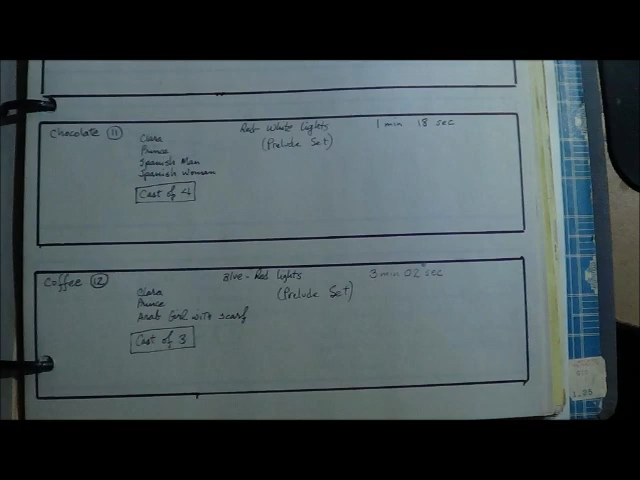 Chocolate 11 Red White Lights 1 min 18 sec
Clara (Prelude Set)
Prince
Spanish Man
Spanish Woman
Cast of 4
Coffee 12 Blue - Red lights 3 min 02 sec
Clara (Prelude Set)
Prince
Arab Girl with scarf
Cast of 3
1.03